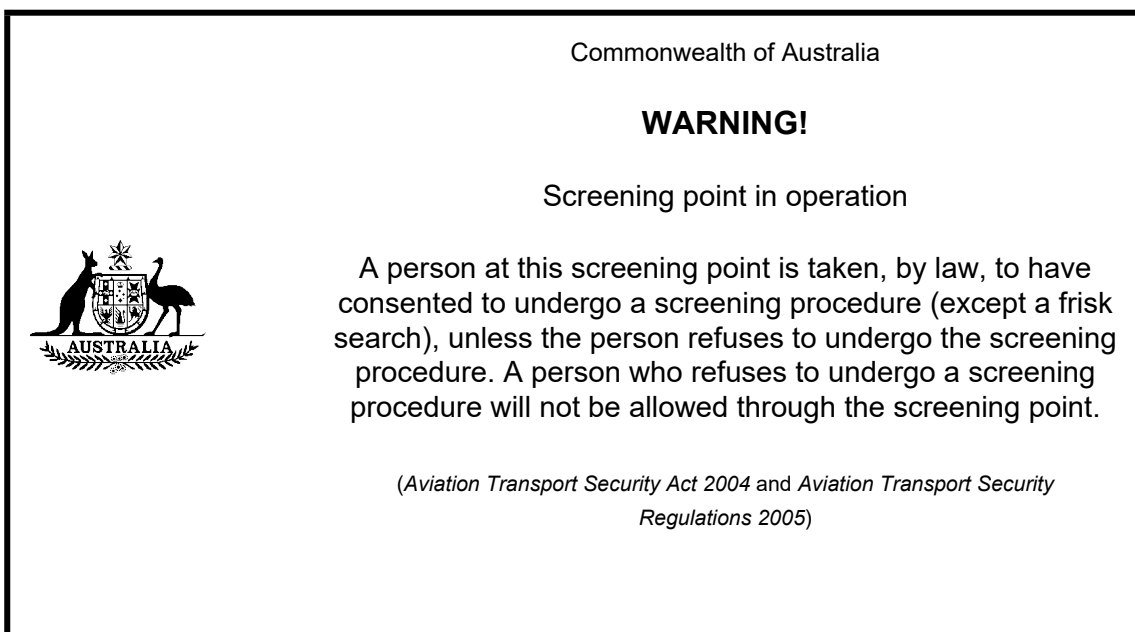 Commonwealth of Australia
WARNING!
Screening point in operation
AUSTRALIA
A person at this screening point is taken, by law, to have
consented to undergo a screening procedure (except a frisk
search), unless the person refuses to undergo the screening
procedure. A person who refuses to undergo a screening
procedure will not be allowed through the screening point.
(Aviation Transport Security Act 2004 and Aviation Transport Security
Regulations 2005)